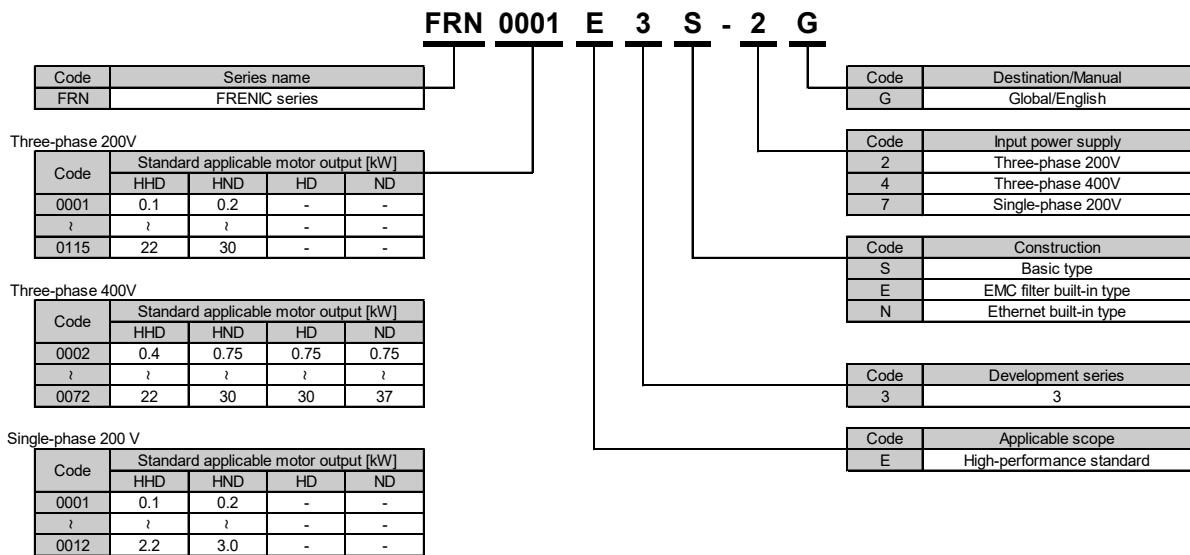 FRN 0001 E 3 S - 2 G
Code Series name
FRN FRENIC series
Three-phase 200V
Code Standard applicable motor output [kW]
HHD HND HD ND
0001 0.1 0.2 - -
≀ ≀ ≀ - -
0115 22 30 - -
Three-phase 400V
Code Standard applicable motor output [kW]
HHD HND HD ND
0002 0.4 0.75 0.75 0.75
≀ ≀ ≀ ≀ ≀
0072 22 30 30 37
Single-phase 200 V
Code Standard applicable motor output [kW]
HHD HND HD ND
0001 0.1 0.2 - -
≀ ≀ ≀ - -
0012 2.2 3.0 - -
Code Destination/Manual
G Global/English
Code Input power supply
2 Three-phase 200V
4 Three-phase 400V
7 Single-phase 200V
Code Construction
S Basic type
E EMC filter built-in type
N Ethernet built-in type
Code Development series
3 3
Code Applicable scope
E High-performance standard